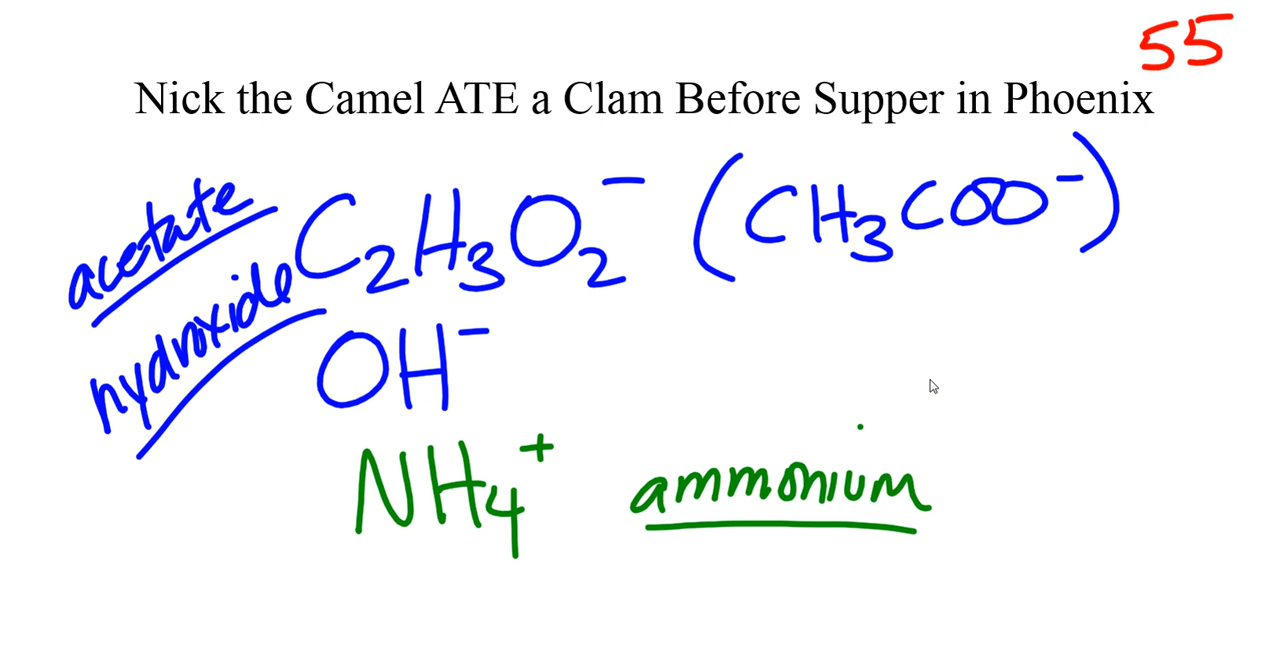 55
Nick the Camel ATE a Clam Before Supper in Phoenix
acetate C₂H₃O₂⁻ (CH₃COO⁻)
hydroxide OH⁻
NH₄⁺ ammonium